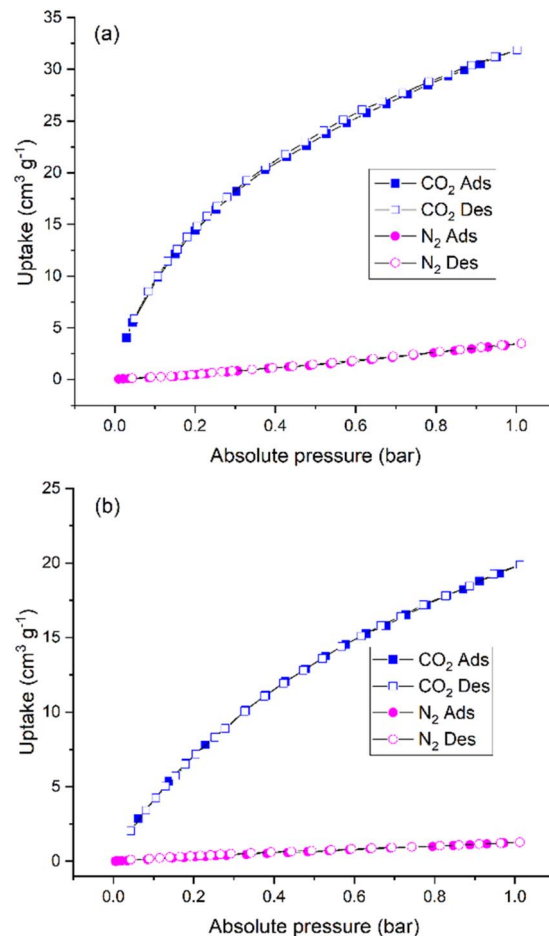 (a)
35
30
25
20
15
10
5
0
Uptake (cm³ g⁻¹)
CO₂ Ads
CO₂ Des
N₂ Ads
N₂ Des
0.0 0.2 0.4 0.6 0.8 1.0
Absolute pressure (bar)
(b)
25
20
15
10
5
0
Uptake (cm³ g⁻¹)
CO₂ Ads
CO₂ Des
N₂ Ads
N₂ Des
0.0 0.2 0.4 0.6 0.8 1.0
Absolute pressure (bar)